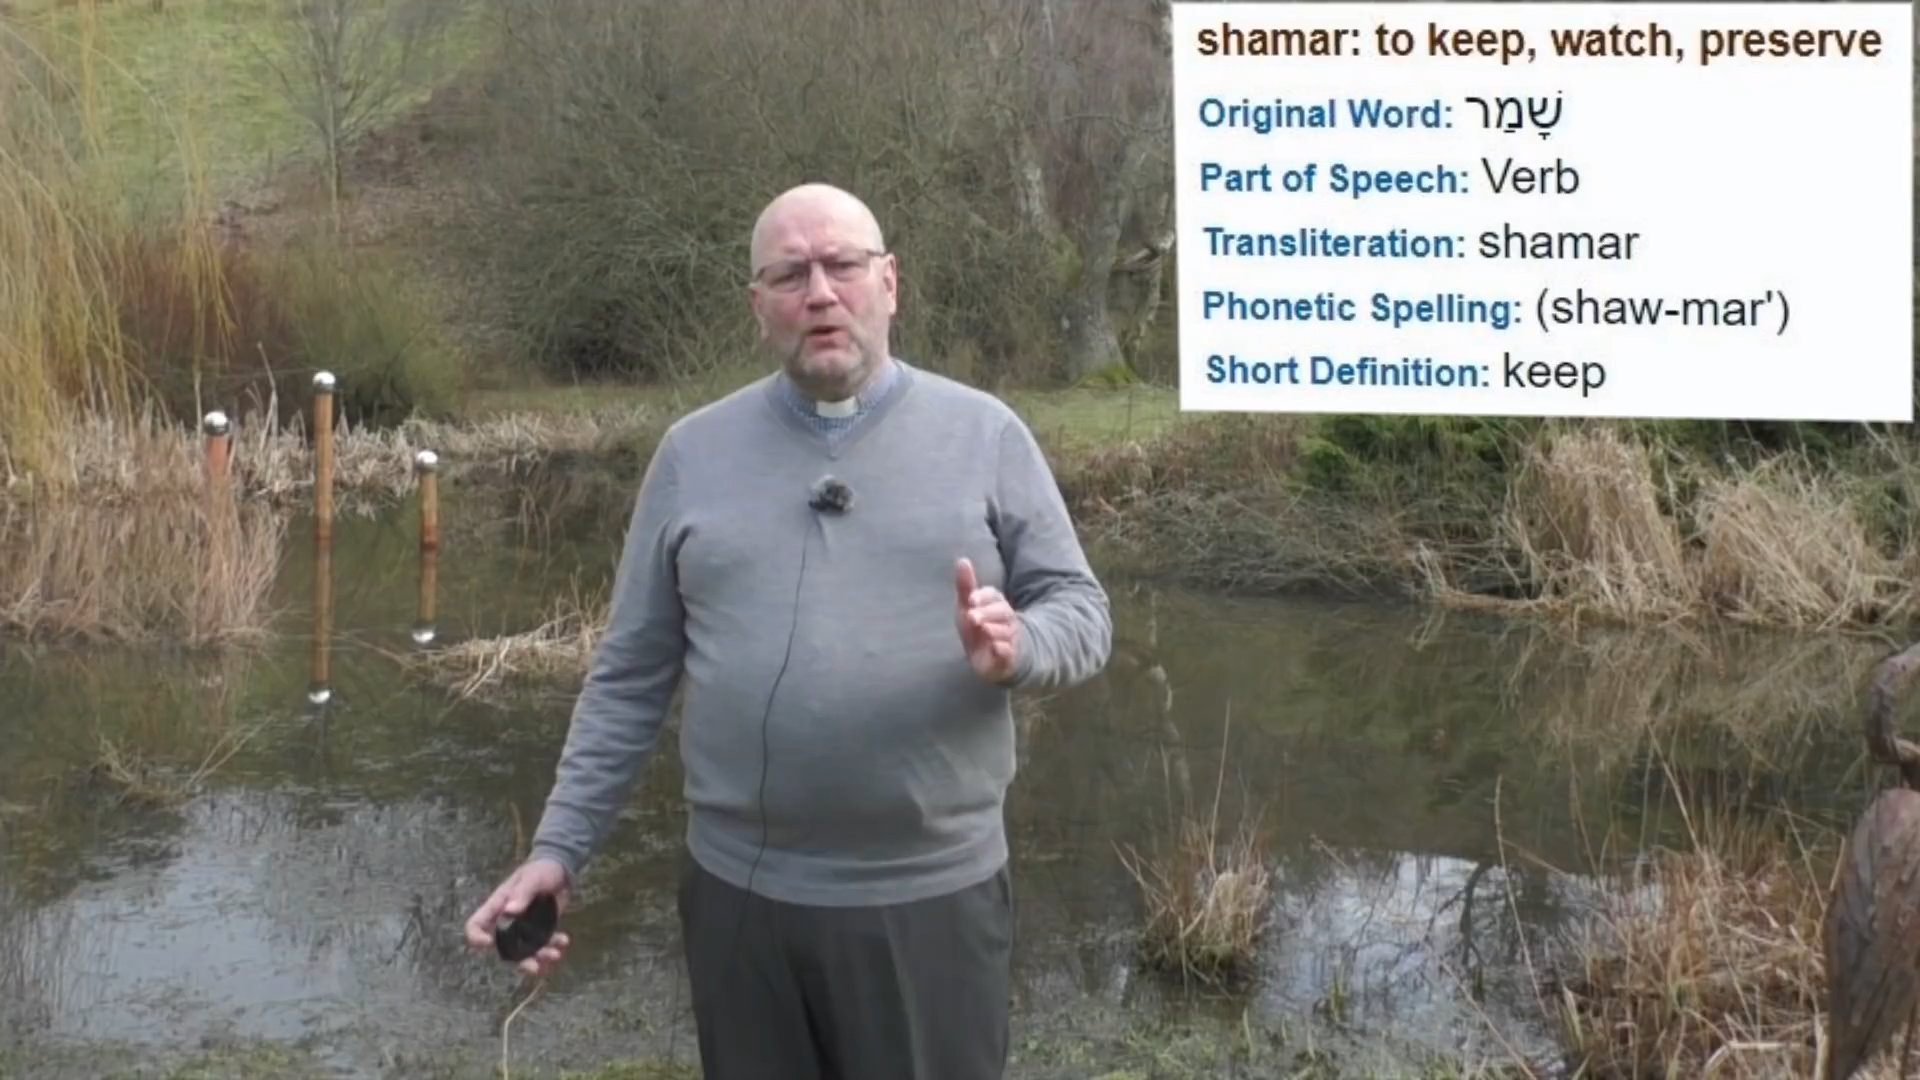 shamar: to keep, watch, preserve
Original Word: שָׁמַר
Part of Speech: Verb
Transliteration: shamar
Phonetic Spelling: (shaw-mar')
Short Definition: keep